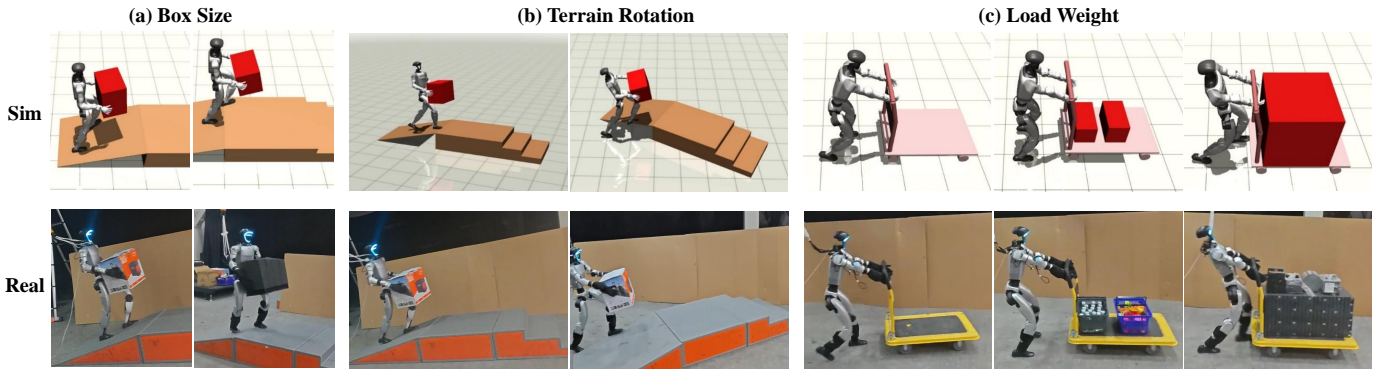 (a) Box Size
(b) Terrain Rotation
(c) Load Weight
Sim
Real